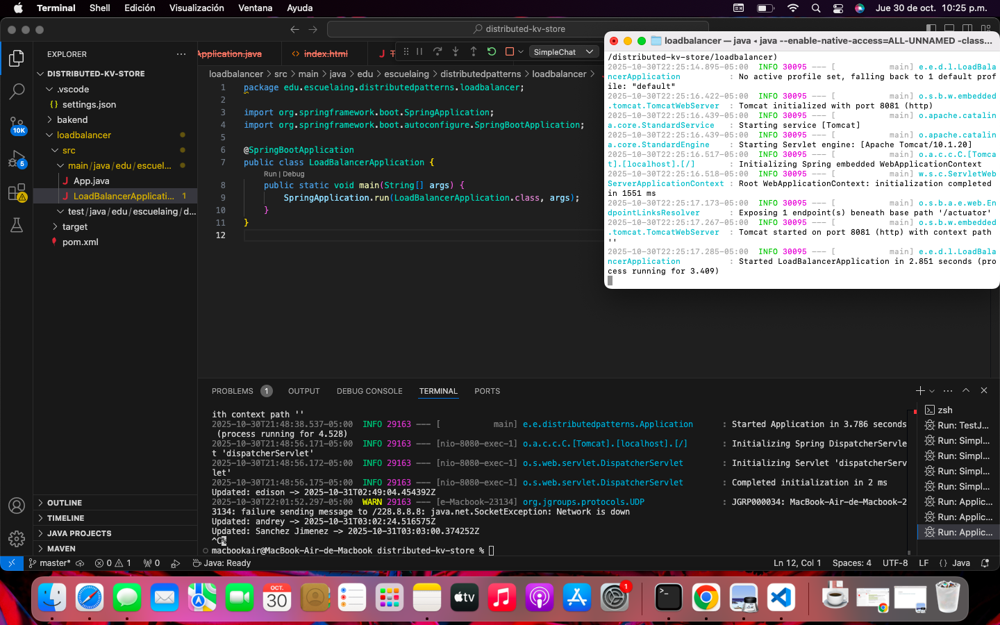 Terminal Shell Edición Visualización Ventana Ayuda
Jue 30 de oct. 10:25 p.m.
distributed-kv-store
EXPLORER
DISTRIBUTED-KV-STORE
.vscode
{} settings.json
bakend
loadbalancer
src
main/java/edu/escuel...
J App.java
J LoadBalancerApplicati... 1
test/java/edu/escuelaing/d...
target
pom.xml
10K
5
OUTLINE
TIMELINE
JAVA PROJECTS
MAVEN
Application.java
<> index.html
J T
SimpleChat
loadbalancer > src > main > java > edu > escuelaing > distributedpatterns > loadbalancer >
1 package edu.escuelaing.distributedpatterns.loadbalancer;
2
3 import org.springframework.boot.SpringApplication;
4 import org.springframework.boot.autoconfigure.SpringBootApplication;
5
6 @SpringBootApplication
7 public class LoadBalancerApplication {
Run | Debug
8 public static void main(String[] args) {
9 SpringApplication.run(LoadBalancerApplication.class, args);
10 }
11 }
12
loadbalancer — java ◂ java --enable-native-access=ALL-UNNAMED -class...
/distributed-kv-store/loadbalancer)
2025-10-30T22:25:14.895-05:00 INFO 30095 --- [ main] e.e.d.l.LoadBala
ncerApplication : No active profile set, falling back to 1 default prof
ile: "default"
2025-10-30T22:25:16.422-05:00 INFO 30095 --- [ main] o.s.b.w.embedded
.tomcat.TomcatWebServer : Tomcat initialized with port 8081 (http)
2025-10-30T22:25:16.439-05:00 INFO 30095 --- [ main] o.apache.catalin
a.core.StandardService : Starting service [Tomcat]
2025-10-30T22:25:16.439-05:00 INFO 30095 --- [ main] o.apache.catalin
a.core.StandardEngine : Starting Servlet engine: [Apache Tomcat/10.1.20]
2025-10-30T22:25:16.517-05:00 INFO 30095 --- [ main] o.a.c.c.C.[Tomca
t].[localhost].[/] : Initializing Spring embedded WebApplicationContext
2025-10-30T22:25:16.518-05:00 INFO 30095 --- [ main] w.s.c.ServletWeb
ServerApplicationContext : Root WebApplicationContext: initialization completed
in 1551 ms
2025-10-30T22:25:17.173-05:00 INFO 30095 --- [ main] o.s.b.a.e.web.En
dpointLinksResolver : Exposing 1 endpoint(s) beneath base path '/actuator'
2025-10-30T22:25:17.267-05:00 INFO 30095 --- [ main] o.s.b.w.embedded
.tomcat.TomcatWebServer : Tomcat started on port 8081 (http) with context path
''
2025-10-30T22:25:17.285-05:00 INFO 30095 --- [ main] e.e.d.l.LoadBala
ncerApplication : Started LoadBalancerApplication in 2.851 seconds (pro
cess running for 3.409)
PROBLEMS 1 OUTPUT DEBUG CONSOLE TERMINAL PORTS
ith context path ''
2025-10-30T21:48:38.537-05:00 INFO 29163 --- [ main] e.e.distributedpatterns.Application : Started Application in 3.786 seconds
(process running for 4.528)
2025-10-30T21:48:56.171-05:00 INFO 29163 --- [nio-8080-exec-1] o.a.c.c.C.[Tomcat].[localhost].[/] : Initializing Spring DispatcherServle
t 'dispatcherServlet'
2025-10-30T21:48:56.172-05:00 INFO 29163 --- [nio-8080-exec-1] o.s.web.servlet.DispatcherServlet : Initializing Servlet 'dispatcherServ
let'
2025-10-30T21:48:56.175-05:00 INFO 29163 --- [nio-8080-exec-1] o.s.web.servlet.DispatcherServlet : Completed initialization in 2 ms
Updated: edison -> 2025-10-31T02:49:04.454392Z
2025-10-30T22:01:52.297-05:00 WARN 29163 --- [e-Macbook-23134] org.jgroups.protocols.UDP : JGRP000034: MacBook-Air-de-Macbook-2
3134: failure sending message to /228.8.8.8: java.net.SocketException: Network is down
Updated: andrey -> 2025-10-31T03:02:24.516575Z
Updated: Sanchez Jimenez -> 2025-10-31T03:03:00.374252Z
^C%
macbookair@MacBook-Air-de-Macbook distributed-kv-store %
zsh
Run: TestJ...
Run: Simpl...
Run: Simpl...
Run: Simpl...
Run: Simpl...
Run: Applic...
Run: Applic...
Run: Applic...
master* 0 1 0 Java: Ready
Ln 12, Col 1 Spaces: 4 UTF-8 LF {} Java
OCT.
30
tv
1
>_